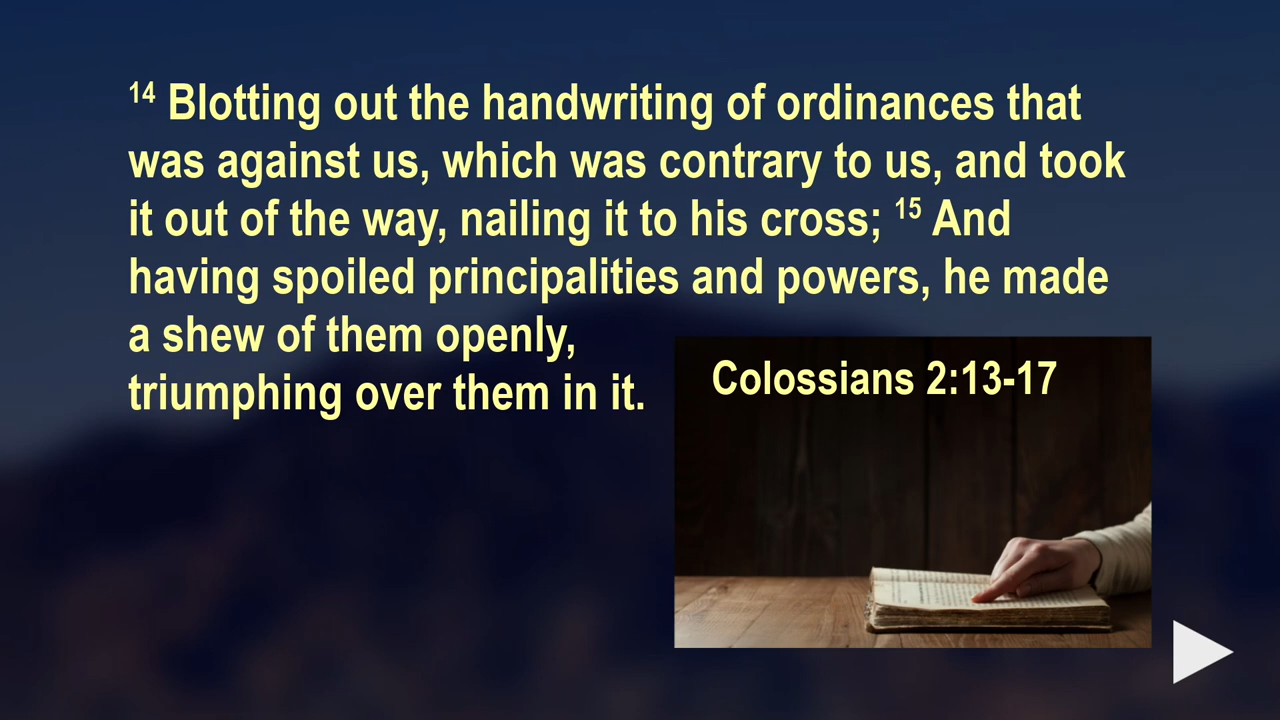 14 Blotting out the handwriting of ordinances that
was against us, which was contrary to us, and took
it out of the way, nailing it to his cross; 15 And
having spoiled principalities and powers, he made
a shew of them openly,
triumphing over them in it.
Colossians 2:13-17